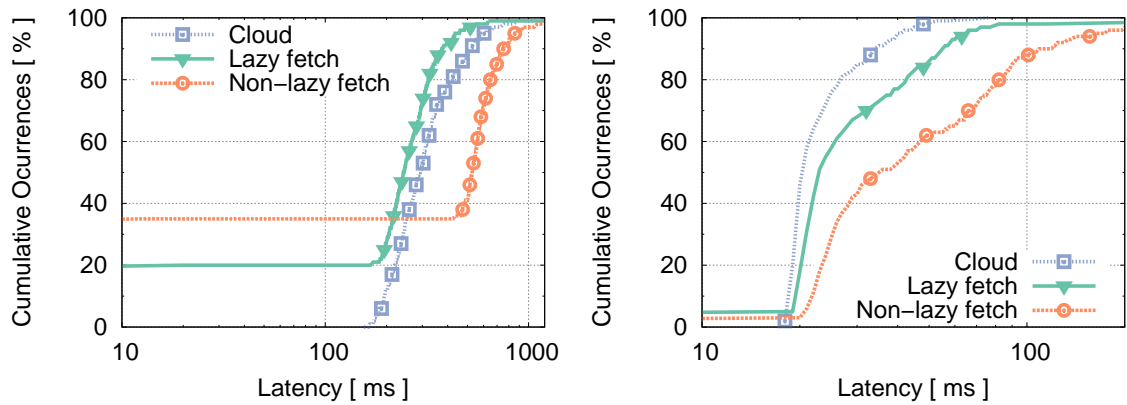 Cumulative Ocurrences [ % ]
100
80
60
40
20
0
Cloud
Lazy fetch
Non-lazy fetch
10
100
1000
Latency [ ms ]
Cumulative Ocurrences [ % ]
100
80
60
40
20
0
Cloud
Lazy fetch
Non-lazy fetch
10
100
Latency [ ms ]